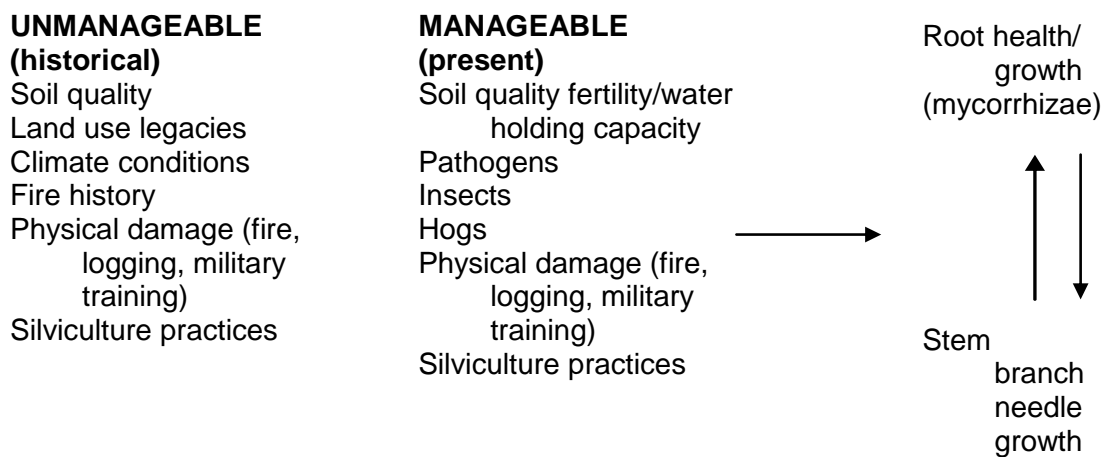 UNMANAGEABLE
(historical)
Soil quality
Land use legacies
Climate conditions
Fire history
Physical damage (fire,
logging, military
training)
Silviculture practices
MANAGEABLE
(present)
Soil quality fertility/water
holding capacity
Pathogens
Insects
Hogs
Physical damage (fire,
logging, military
training)
Silviculture practices
Root health/
growth
(mycorrhizae)
Stem
branch
needle
growth